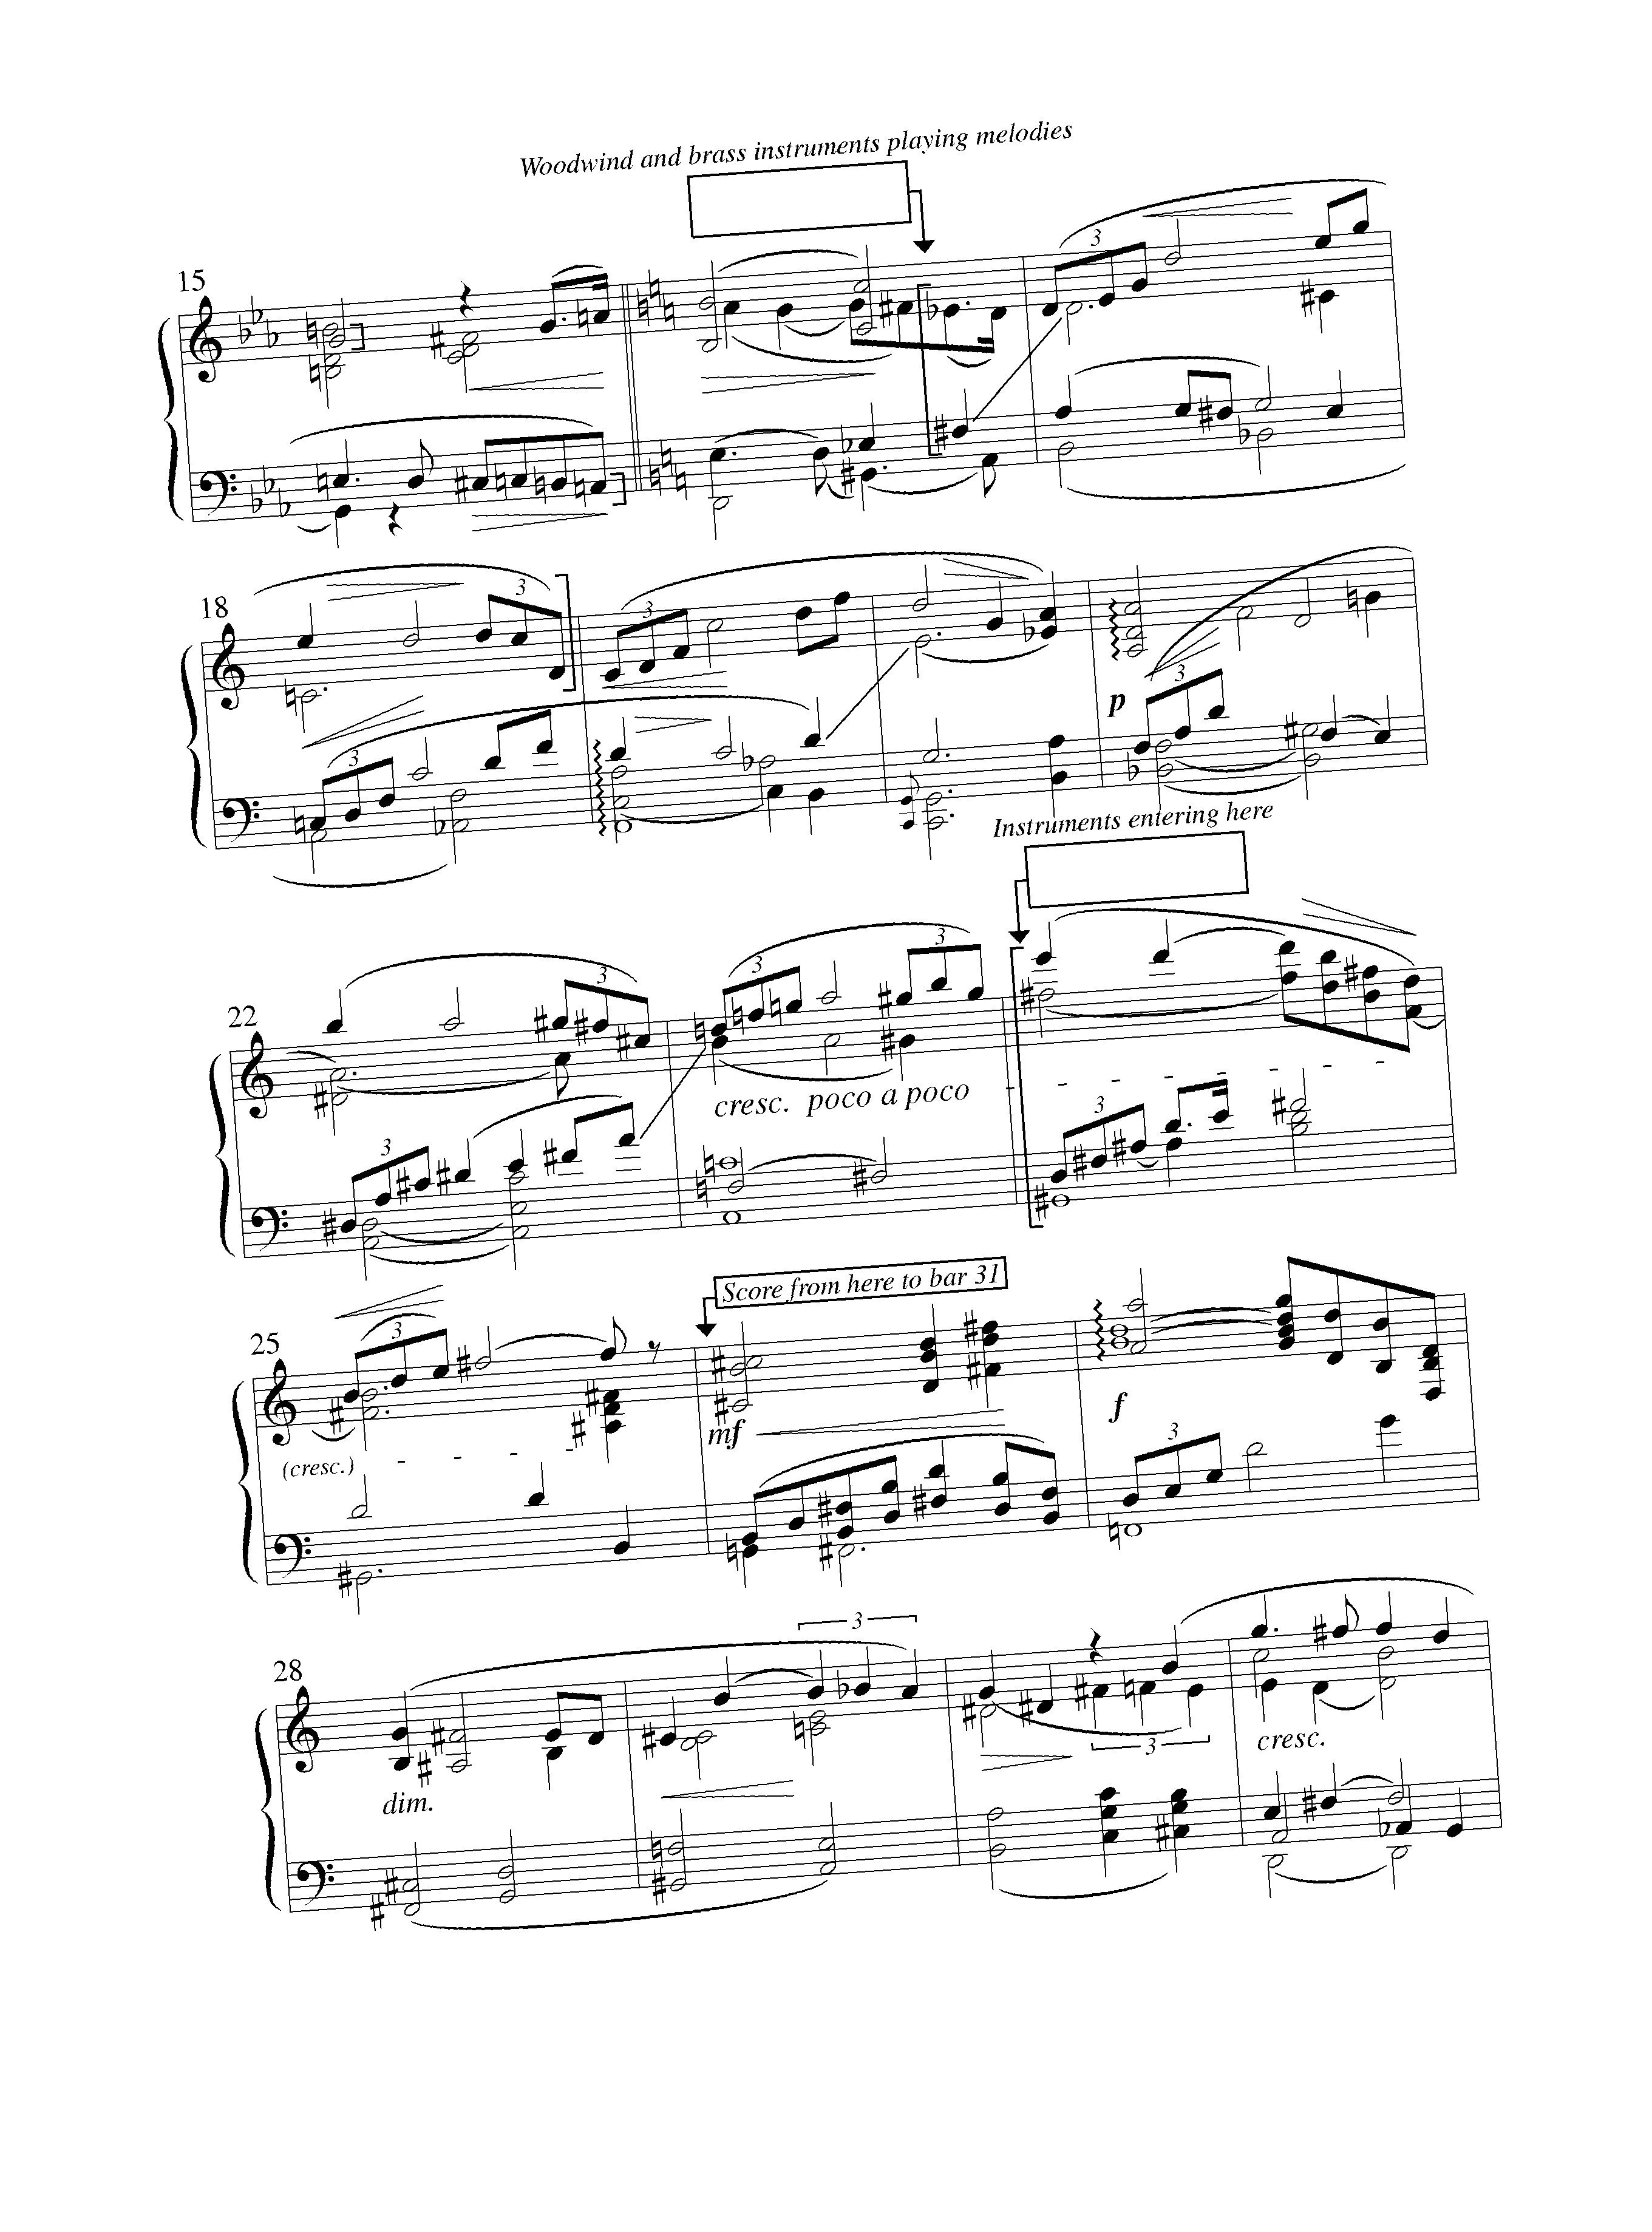 Woodwind and brass instruments playing melodies
15
3
18
3
3
3
3
p
Instruments entering here
22
3
3
3
3
cresc. poco a poco
3
25
3
Score from here to bar 31
(cresc.)
mf
f
3
28
3
dim.
3
cresc.